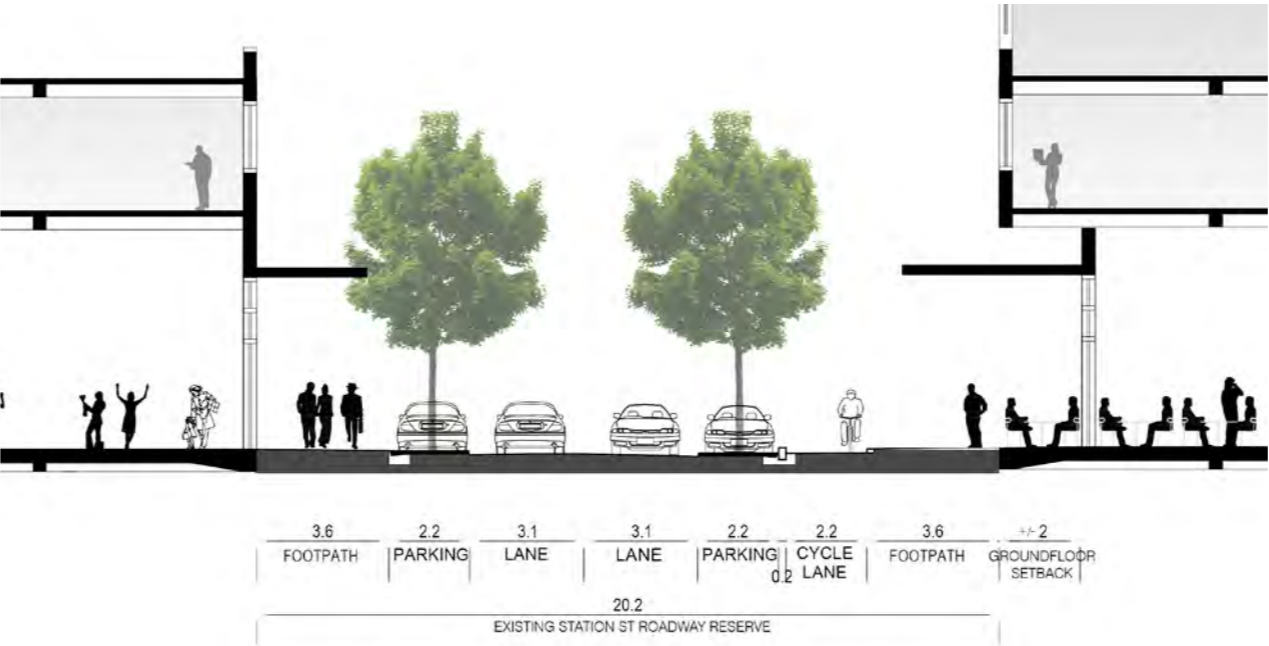 3.6 2.2 3.1 3.1 2.2 2.2 3.6 +/- 2
FOOTPATH PARKING LANE LANE PARKING CYCLE FOOTPATH GROUNDFLOOR
0.2 LANE SETBACK
20.2
EXISTING STATION ST ROADWAY RESERVE